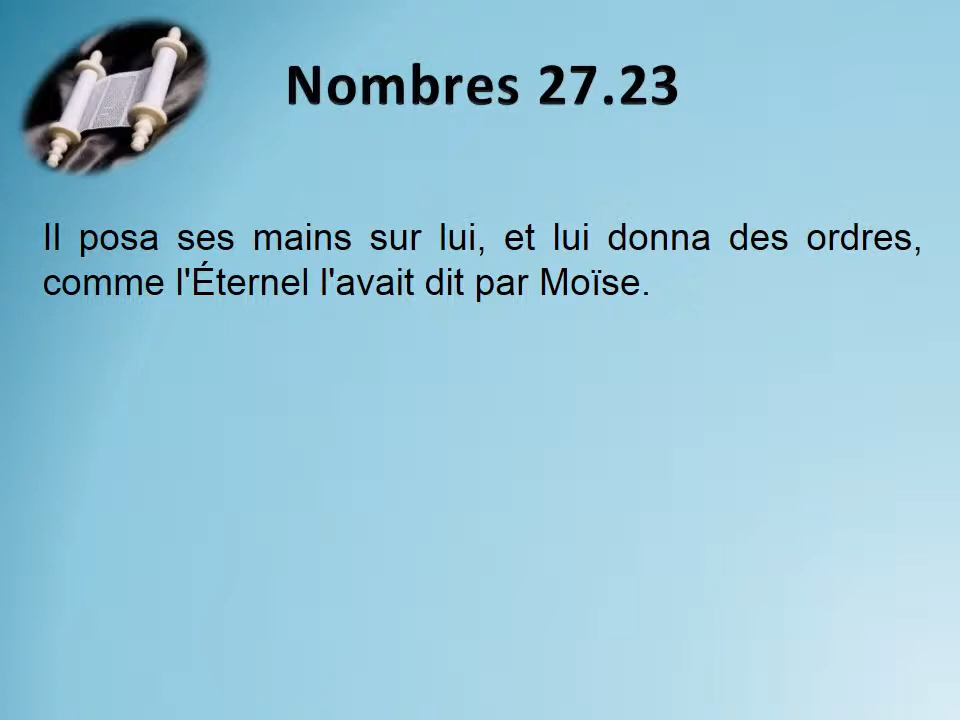 Nombres 27.23
Il posa ses mains sur lui, et lui donna des ordres,
comme l'Éternel l'avait dit par Moïse.